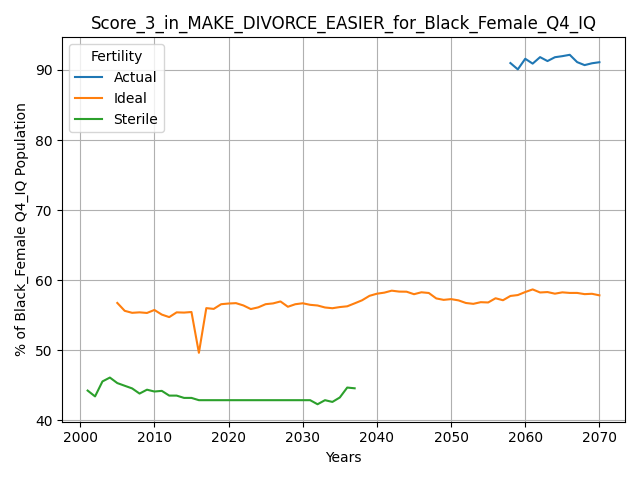 Score_3_in_MAKE_DIVORCE_EASIER_for_Black_Female_Q4_IQ
Fertility
Actual
Ideal
Sterile
% of Black_Female Q4_IQ Population
90
80
70
60
50
40
2000
2010
2020
2030
2040
2050
2060
2070
Years